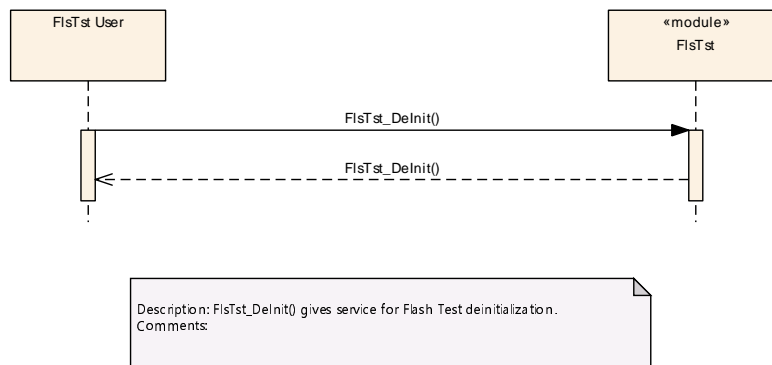 FlsTst User
«module»
FlsTst
FlsTst_DeInit()
FlsTst_DeInit()
Description: FlsTst_DeInit() gives service for Flash Test deinitialization.
Comments: